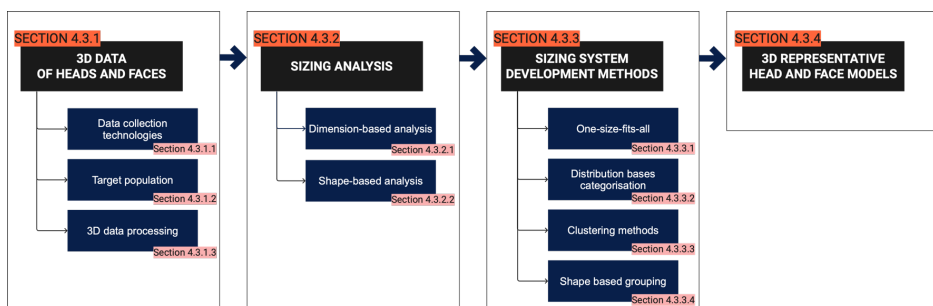 SECTION 4.3.1
3D DATA
OF HEADS AND FACES
Data collection
technologies
Section 4.3.1.1
Target population
Section 4.3.1.2
3D data processing
Section 4.3.1.3
SECTION 4.3.2
SIZING ANALYSIS
Dimension-based analysis
Section 4.3.2.1
Shape-based analysis
Section 4.3.2.2
SECTION 4.3.3
SIZING SYSTEM
DEVELOPMENT METHODS
One-size-fits-all
Section 4.3.3.1
Distribution bases
categorisation
Section 4.3.3.2
Clustering methods
Section 4.3.3.3
Shape based grouping
Section 4.3.3.4
SECTION 4.3.4
3D REPRESENTATIVE
HEAD AND FACE MODELS